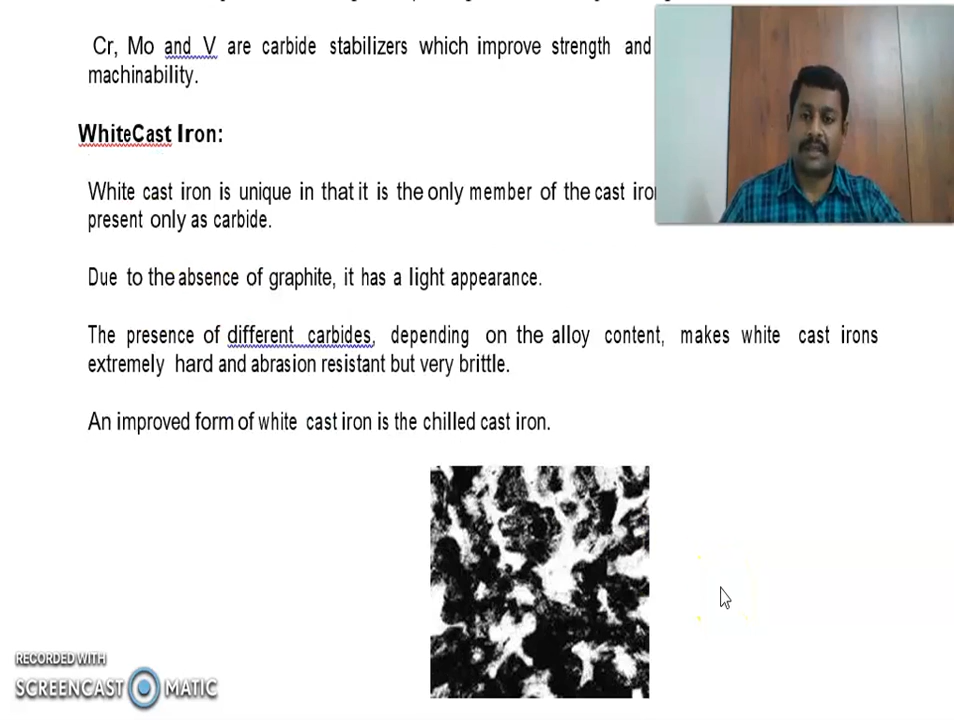 Cr, Mo and V are carbide stabilizers which improve strength and
machinability.
WhiteCast Iron:
White cast iron is unique in that it is the only member of the cast iron
present only as carbide.
Due to the absence of graphite, it has a light appearance.
The presence of different carbides, depending on the alloy content, makes white cast irons
extremely hard and abrasion resistant but very brittle.
An improved form of white cast iron is the chilled cast iron.
RECORDED WITH
SCREENCAST MATIC